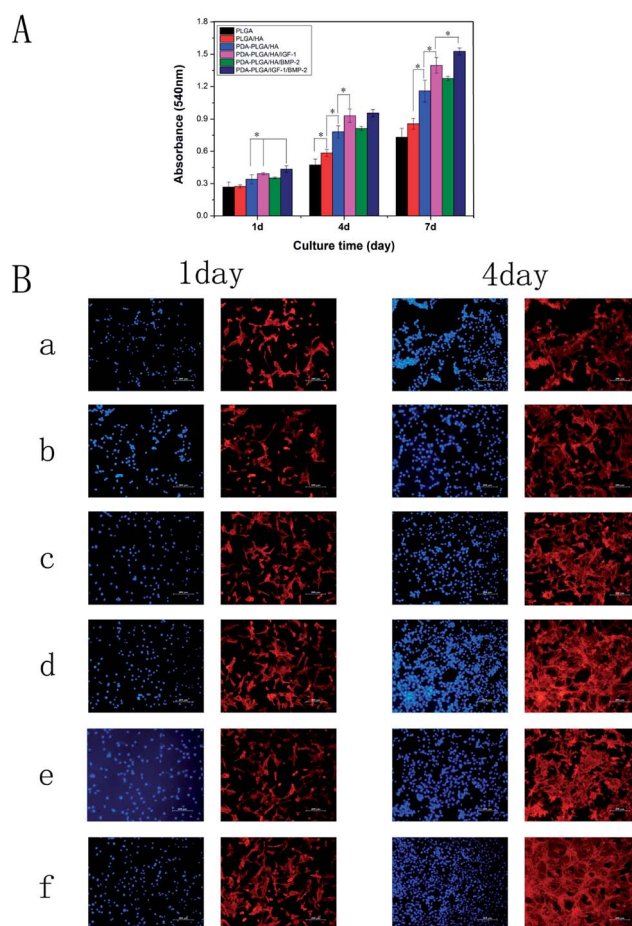 A
PLGA
PLGA/HA
PDA-PLGA/HA
PDA-PLGA/HA/IGF-1
PDA-PLGA/HA/BMP-2
PDA-PLGA/IGF-1/BMP-2
Absorbance (540nm)
1.8
1.5
1.2
0.9
0.6
0.3
0.0
*
*
*
*
*
*
*
1d
4d
7d
Culture time (day)
B
1day
4day
a
b
c
d
e
f